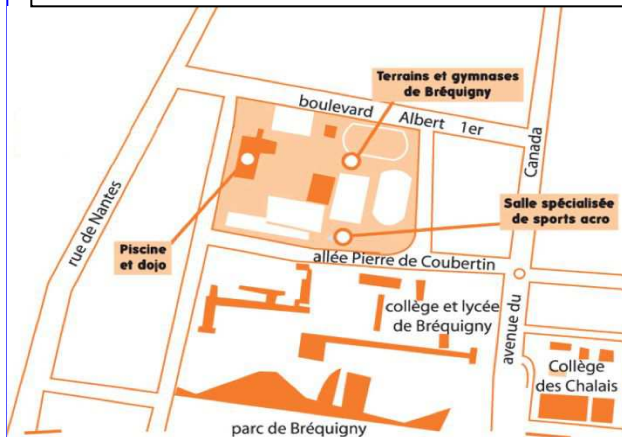 Terrains et gymnases
de Bréquigny
boulevard Albert 1er
Canada
rue de Nantes
Salle spécialisée
de sports acro
Piscine
et dojo
allée Pierre de Coubertin
collège et lycée
de Bréquigny
avenue du
Collège
des Chalais
parc de Bréquigny